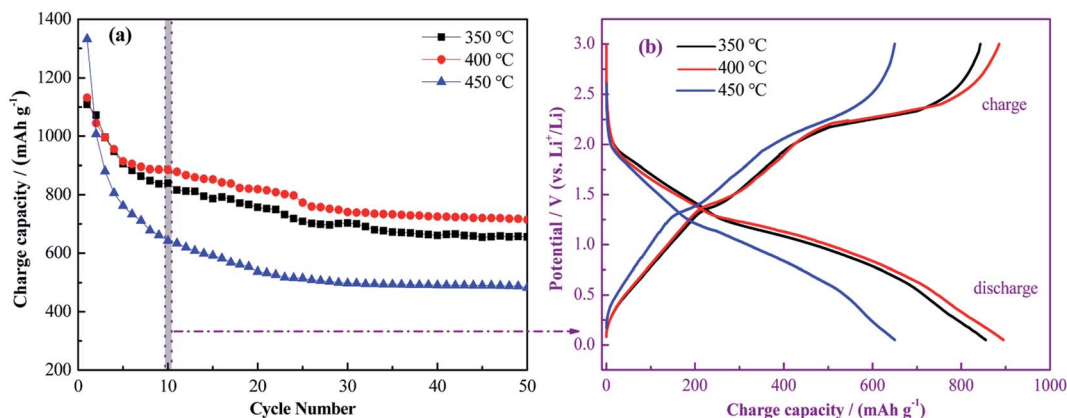 (a)
350 °C
400 °C
450 °C
1400
1200
1000
800
600
400
200
0
10
20
30
40
50
Charge capacity / (mAh g⁻¹)
Cycle Number
(b)
350 °C
400 °C
450 °C
charge
discharge
3.0
2.5
2.0
1.5
1.0
0.5
0.0
0
200
400
600
800
1000
Potential / V (vs. Li⁺/Li)
Charge capacity / (mAh g⁻¹)